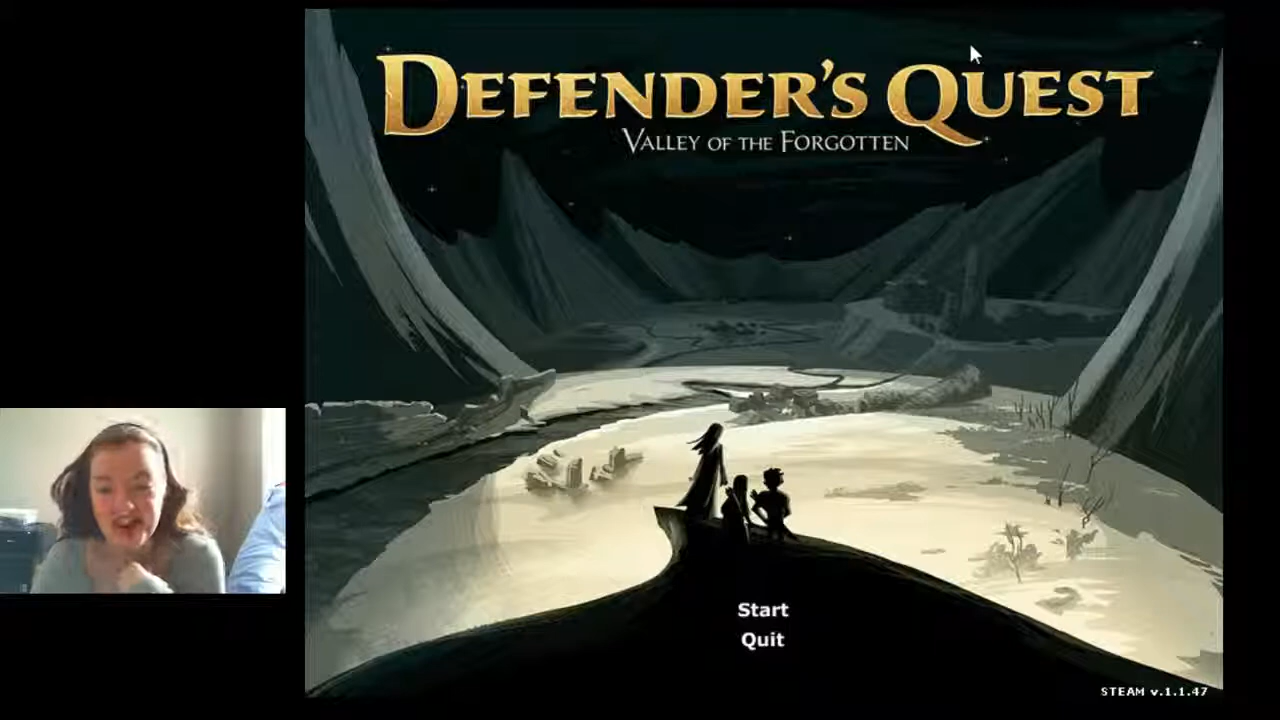 DEFENDER'S QUEST
VALLEY OF THE FORGOTTEN
Start
Quit
STEAM v.1.1.47